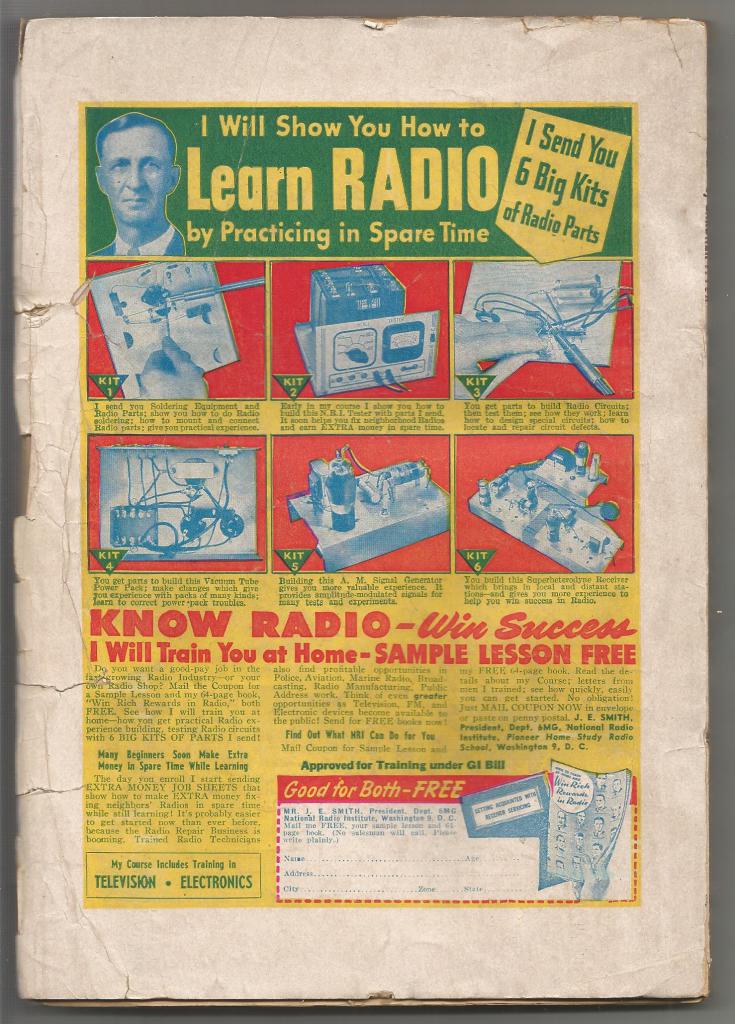 I Will Show You How to
Learn RADIO
by Practicing in Spare Time
I Send You
6 Big Kits
of Radio Parts
KIT
1
I send you Soldering Equipment and
Radio Parts; show you how to do Radio
soldering; how to mount and connect
Radio parts; give you practical experience.
KIT
2
Early in my course I show you how to
build this N.R.I. Tester with parts I send.
It soon helps you fix neighborhood Radios
and earn EXTRA money in spare time.
KIT
3
You get parts to build Radio Circuits;
then test them; see how they work; learn
how to design special circuits; how to
locate and repair circuit defects.
KIT
4
You get parts to build this Vacuum Tube
Power Pack; make changes which give
you experience with packs of many kinds;
learn to correct power pack troubles.
KIT
5
Building this A. M. Signal Generator
gives you more valuable experience. It
provides amplitude-modulated signals for
many tests and experiments.
KIT
6
You build this Superheterodyne Receiver
which brings in local and distant sta-
tions—and gives you more experience to
help you win success in Radio.
KNOW RADIO - Win Success
I Will Train You at Home - SAMPLE LESSON FREE
Do you want a good-pay job in the
fast-growing Radio Industry—or your
own Radio Shop? Mail the Coupon for
a Sample Lesson and my 64-page book,
"Win Rich Rewards in Radio," both
FREE. See how I will train you at
home—how you get practical Radio ex-
perience building, testing Radio circuits
with 6 BIG KITS OF PARTS I send!
Many Beginners Soon Make Extra
Money in Spare Time While Learning
The day you enroll I start sending
EXTRA MONEY JOB SHEETS that
show how to make EXTRA money fix-
ing neighbors' Radios in spare time
while still learning! It's probably easier
to get started now than ever before,
because the Radio Repair Business is
booming. Trained Radio Technicians
also find profitable opportunities in
Police, Aviation, Marine Radio, Broad-
casting, Radio Manufacturing, Public
Address work. Think of even greater
opportunities as Television, FM, and
Electronic devices become available to
the public! Send for FREE books now!
Find Out What NRI Can Do for You
Mail Coupon for Sample Lesson and
my FREE 64-page book. Read the de-
tails about my Course; letters from
men I trained; see how quickly, easily
you can get started. No obligation!
Just MAIL COUPON NOW in envelope
or paste on penny postal. J. E. SMITH,
President, Dept. 6MG, National Radio
Institute, Pioneer Home Study Radio
School, Washington 9, D. C.
My Course Includes Training in
TELEVISION • ELECTRONICS
Approved for Training under GI Bill
Good for Both - FREE
MR. J. E. SMITH, President, Dept. 6MG
National Radio Institute, Washington 9, D. C.
Mail me FREE, your sample lesson and 64-
page book. (No salesman will call. Please
write plainly.)
Name Age
Address
City Zone State
GETTING ACQUAINTED WITH
RECEIVER SERVICING
Win Rich
Rewards
in Radio